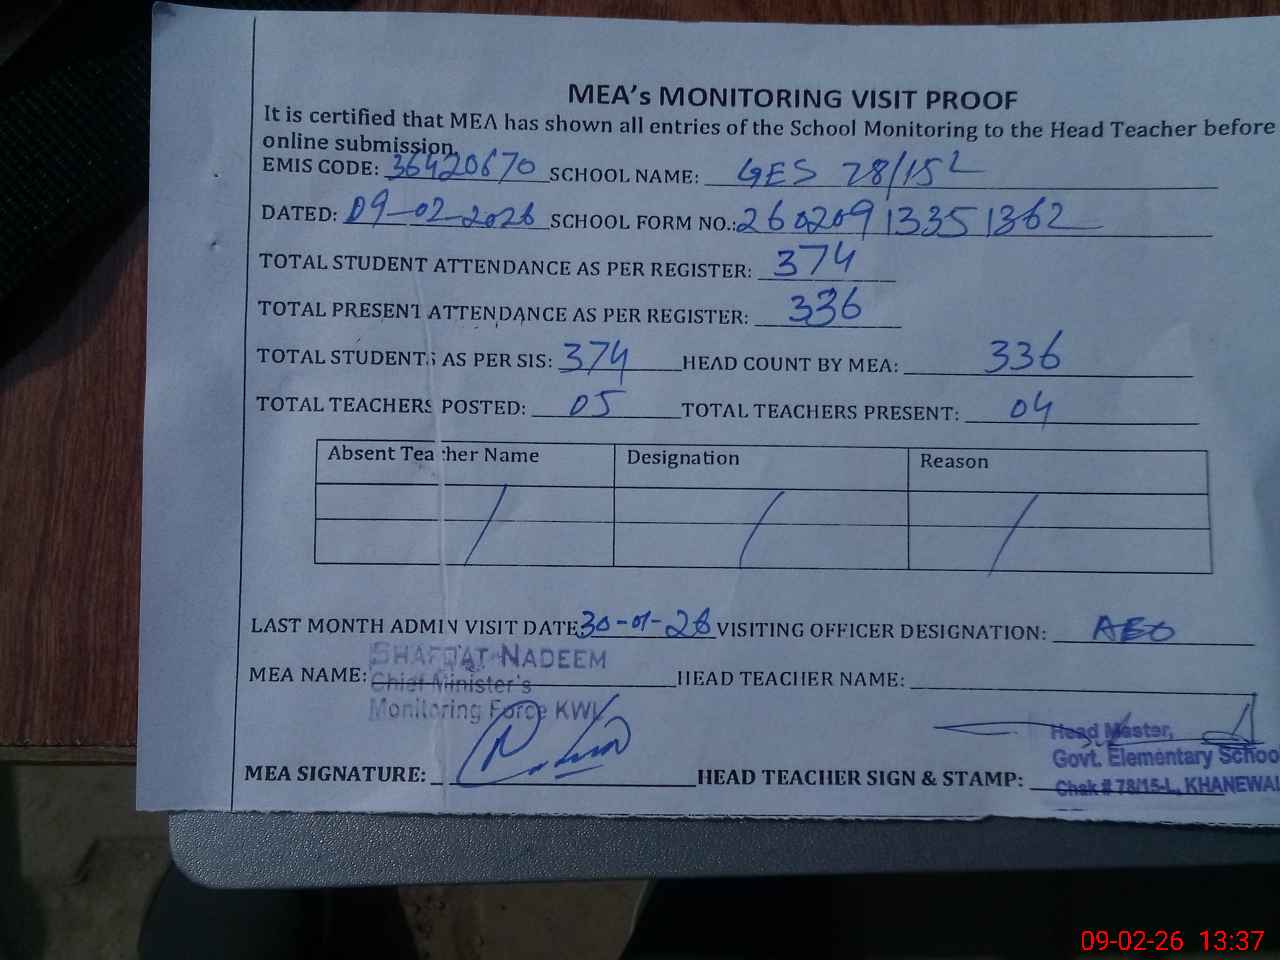 MEA's MONITORING VISIT PROOF
It is certified that MEA has shown all entries of the School Monitoring to the Head Teacher before
online submission.
EMIS CODE: 36420670 SCHOOL NAME: GES 78/15 L
DATED: 09-02-2026 SCHOOL FORM NO.: 26020913351362
TOTAL STUDENT ATTENDANCE AS PER REGISTER: 374
TOTAL PRESENT ATTENDANCE AS PER REGISTER: 336
TOTAL STUDENTS AS PER SIS: 374 HEAD COUNT BY MEA: 336
TOTAL TEACHERS POSTED: 05 TOTAL TEACHERS PRESENT: 04
Absent Teacher Name Designation Reason
LAST MONTH ADMIN VISIT DATE 30-01-26 VISITING OFFICER DESIGNATION: AEO
MEA NAME: SHAFQAT NADEEM HEAD TEACHER NAME:
Chief Minister's
Monitoring Force KWL
MEA SIGNATURE: HEAD TEACHER SIGN & STAMP:
Head Master,
Govt. Elementary Schoo
Chak # 78/15-L, KHANEWAL
09-02-26 13:37